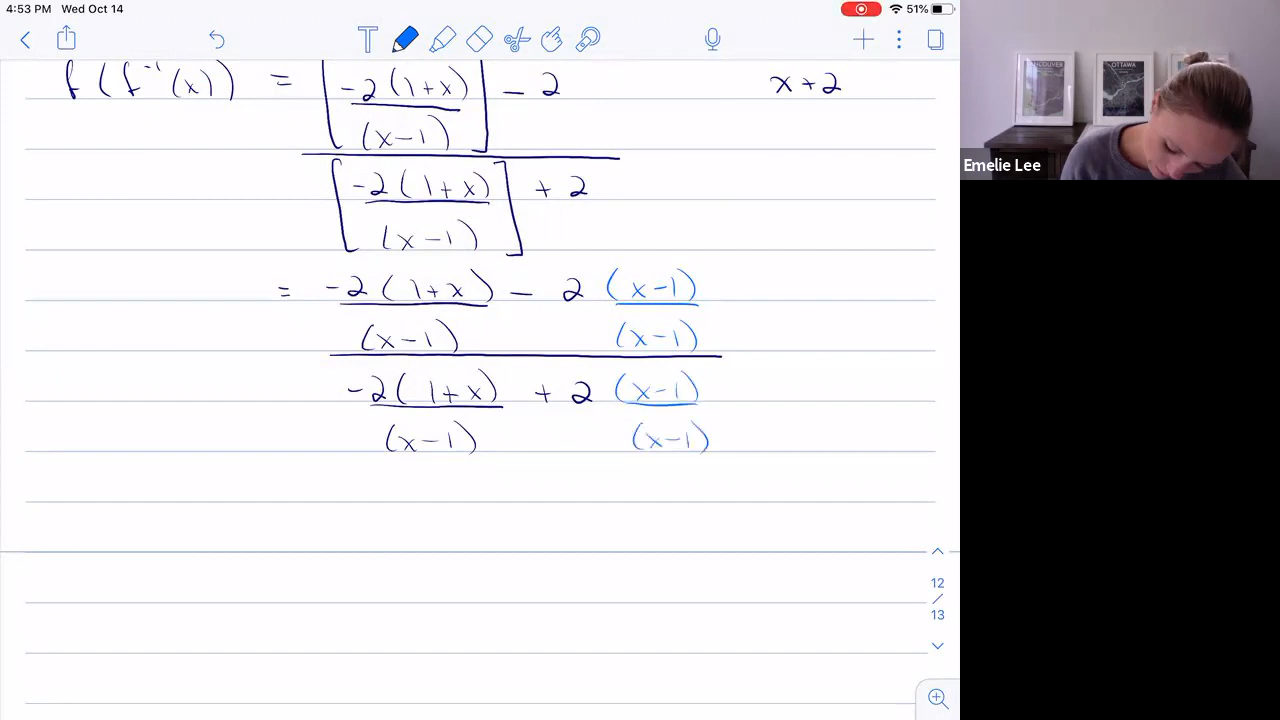 4:53 PM Wed Oct 14
51%
T
f(f⁻¹(x)) = [-2(1+x)/(x-1)] - 2
x+2
[-2(1+x)/(x-1)] + 2
= -2(1+x)/(x-1) - 2 (x-1)/(x-1)
-2(1+x)/(x-1) + 2 (x-1)/(x-1)
12
/
13
VANCOUVER
OTTAWA
Emelie Lee